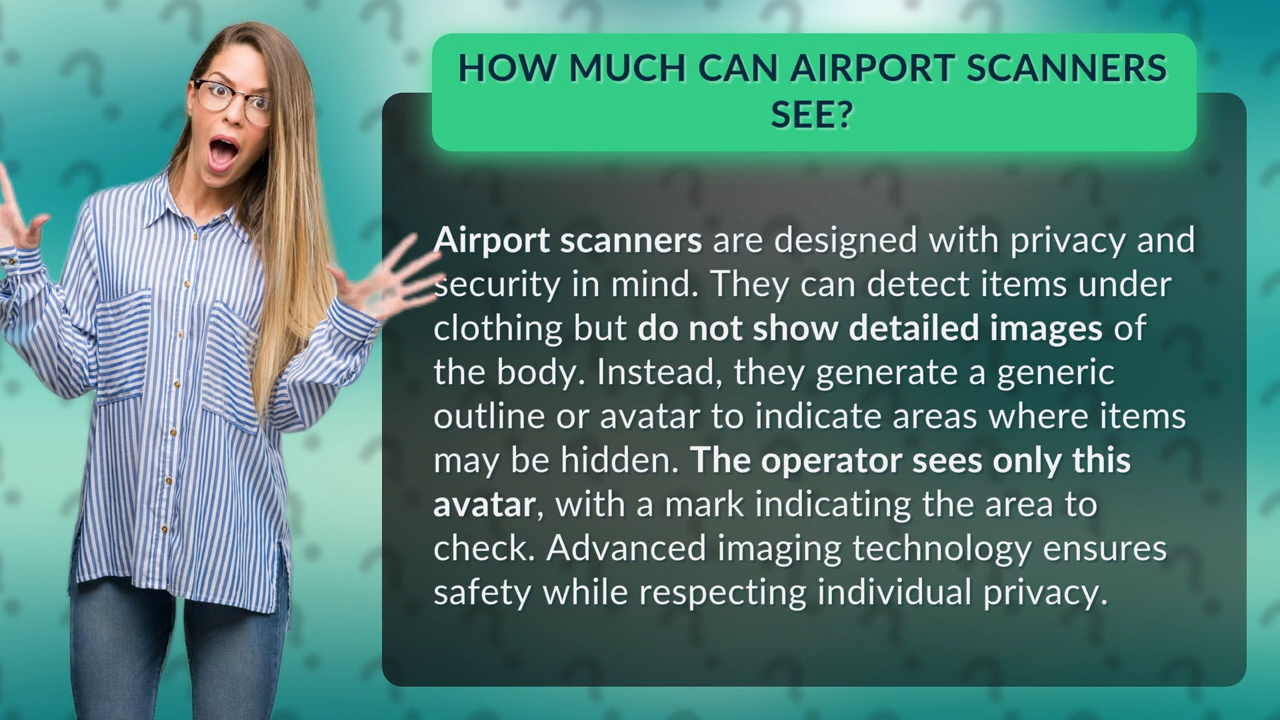 HOW MUCH CAN AIRPORT SCANNERS
SEE?
Airport scanners are designed with privacy and
security in mind. They can detect items under
clothing but do not show detailed images of
the body. Instead, they generate a generic
outline or avatar to indicate areas where items
may be hidden. The operator sees only this
avatar, with a mark indicating the area to
check. Advanced imaging technology ensures
safety while respecting individual privacy.